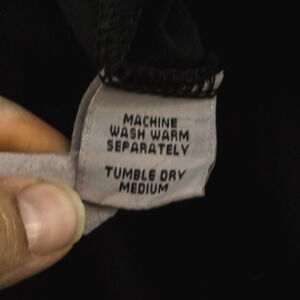 MACHINE
WASH WARM
SEPARATELY
TUMBLE DRY
MEDIUM